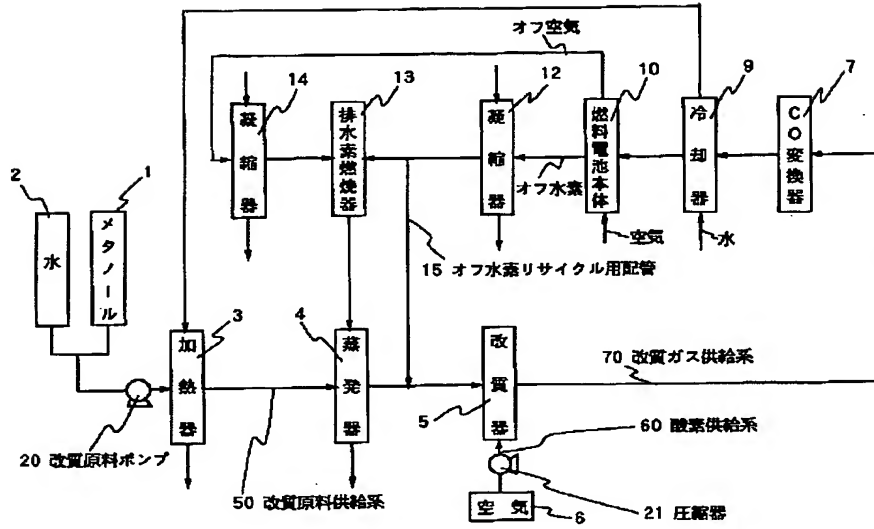 オフ空気
14
13
12
10
9
7
凝縮器
排水素燃焼器
凝縮器
燃料電池本体
冷却器
CO変換器
オフ水素
空気
水
15 オフ水素リサイクル用配管
2
1
水
メタノール
3
4
加熱器
蒸発器
改質器
5
70 改質ガス供給系
60 酸素供給系
20 改質原料ポンプ
50 改質原料供給系
空気
6
21 圧縮器